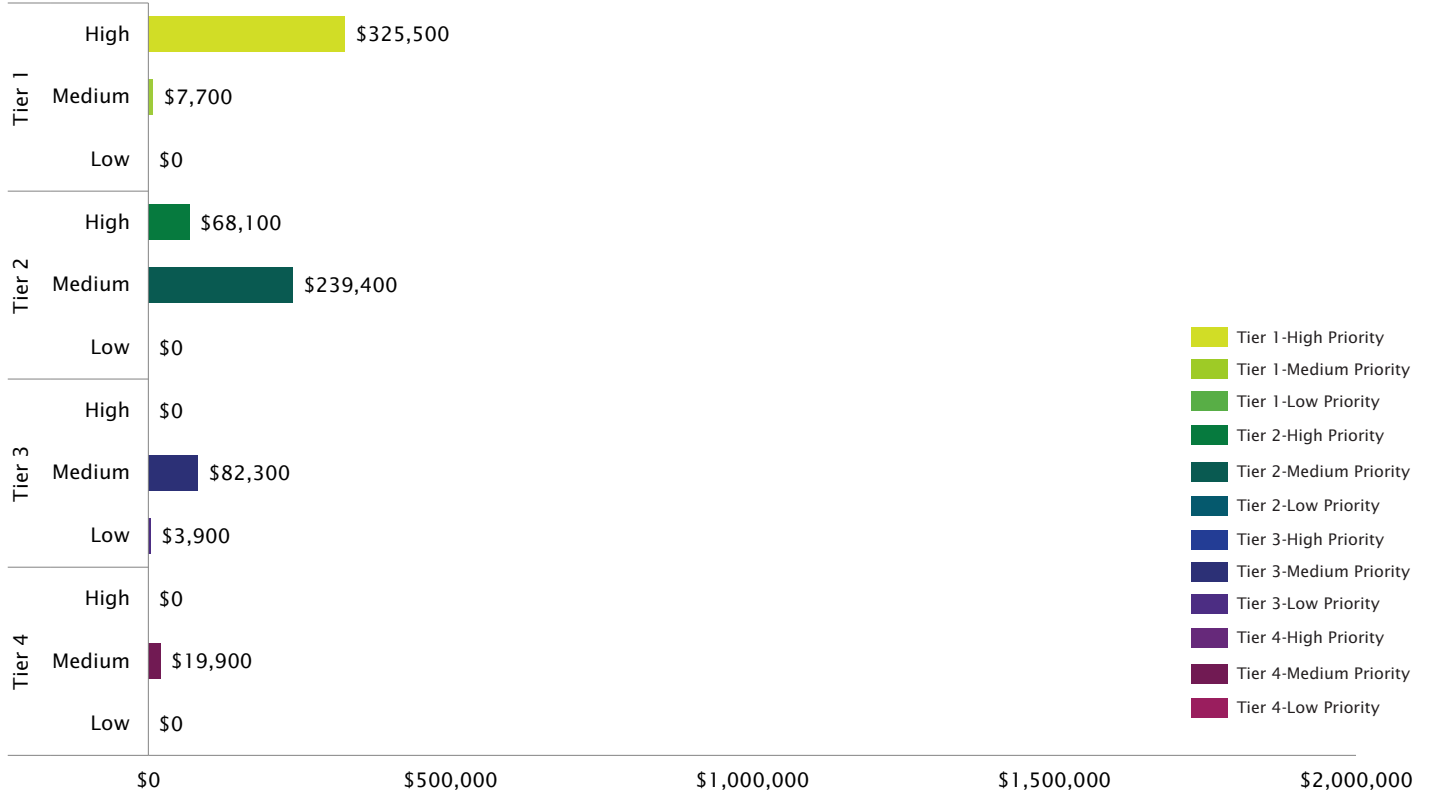 Tier 1
High $325,500
Medium $7,700
Low $0
Tier 2
High $68,100
Medium $239,400
Low $0
Tier 3
High $0
Medium $82,300
Low $3,900
Tier 4
High $0
Medium $19,900
Low $0
$0 $500,000 $1,000,000 $1,500,000 $2,000,000
Tier 1-High Priority
Tier 1-Medium Priority
Tier 1-Low Priority
Tier 2-High Priority
Tier 2-Medium Priority
Tier 2-Low Priority
Tier 3-High Priority
Tier 3-Medium Priority
Tier 3-Low Priority
Tier 4-High Priority
Tier 4-Medium Priority
Tier 4-Low Priority